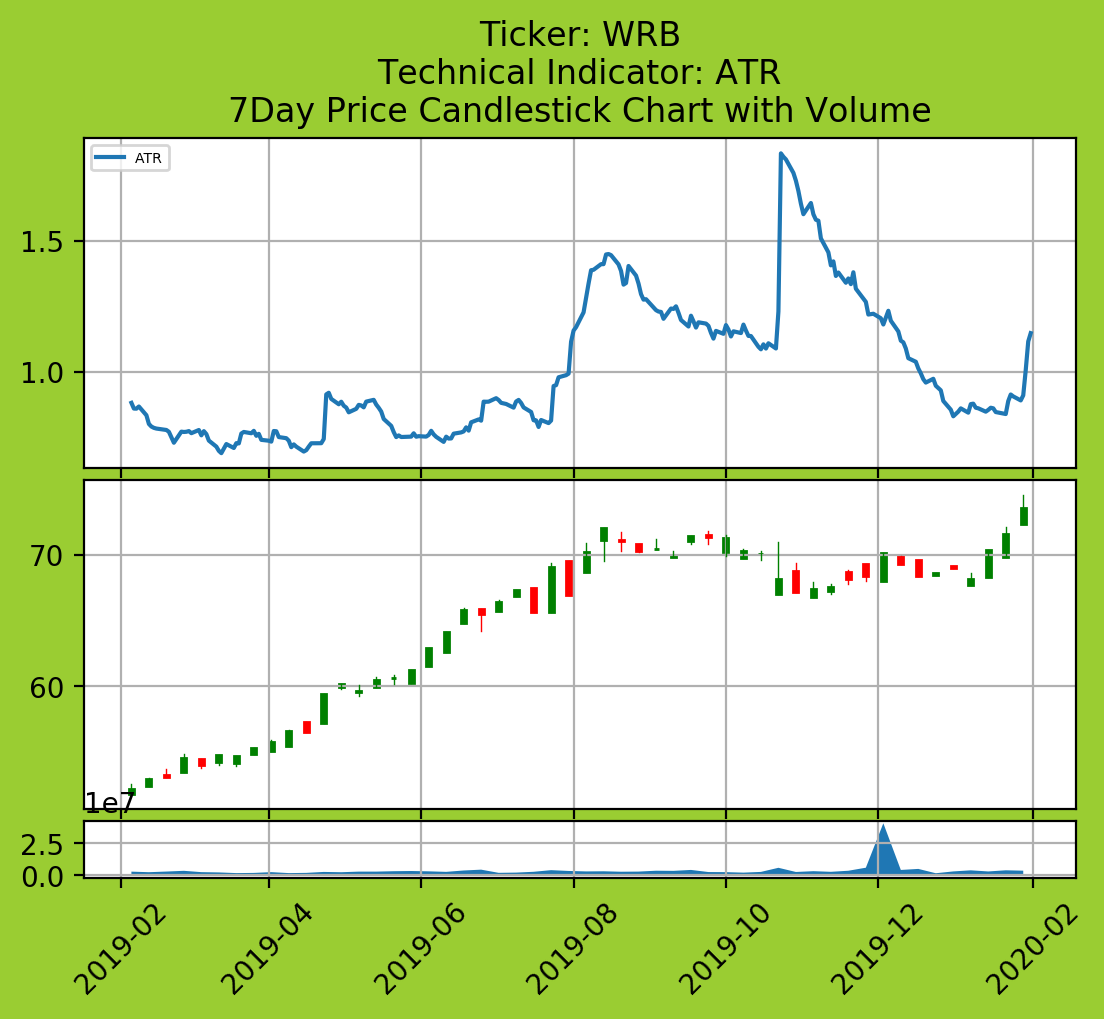 Ticker: WRB
Technical Indicator: ATR
7Day Price Candlestick Chart with Volume
ATR
1.5
1.0
70
60
1e7
2.5
0.0
2019-02
2019-04
2019-06
2019-08
2019-10
2019-12
2020-02